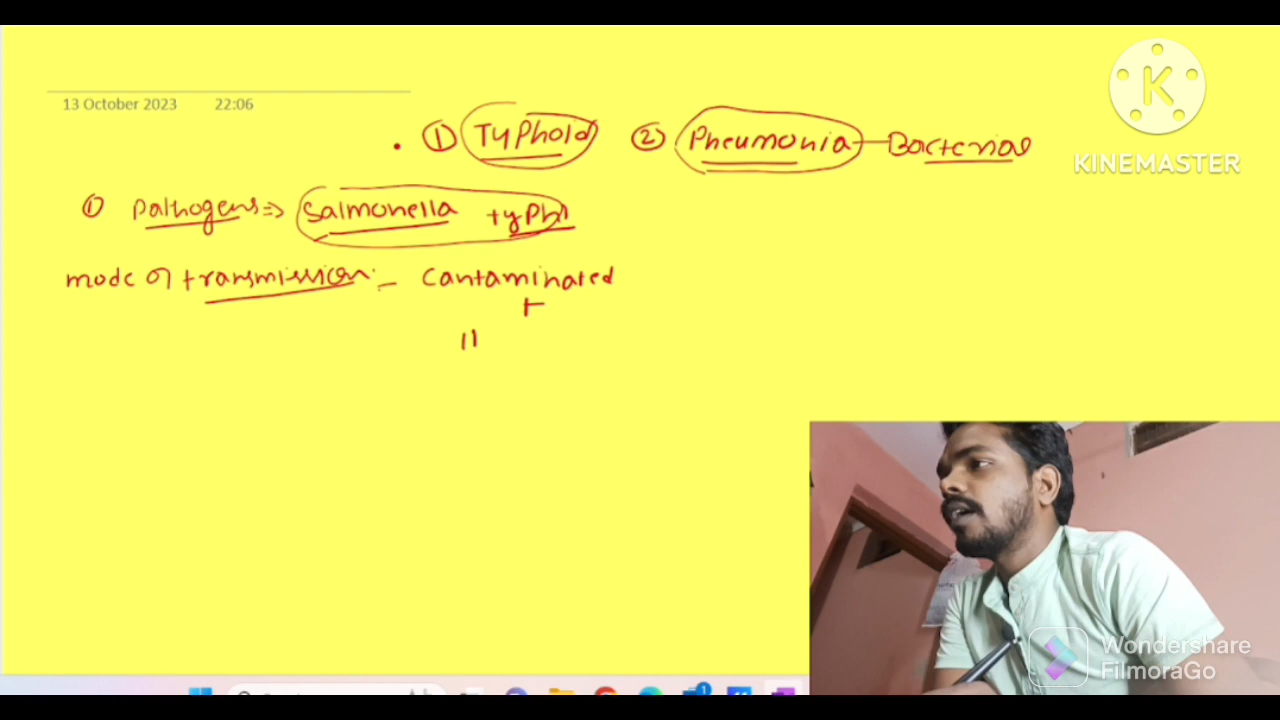 13 October 2023 22:06
① Typhoid ② Pneumonia — Bacterial
① Pathogens => Salmonella typhi
mode of transmission: - Cantaminated
KINEMASTER
Wondershare
FilmoraGo